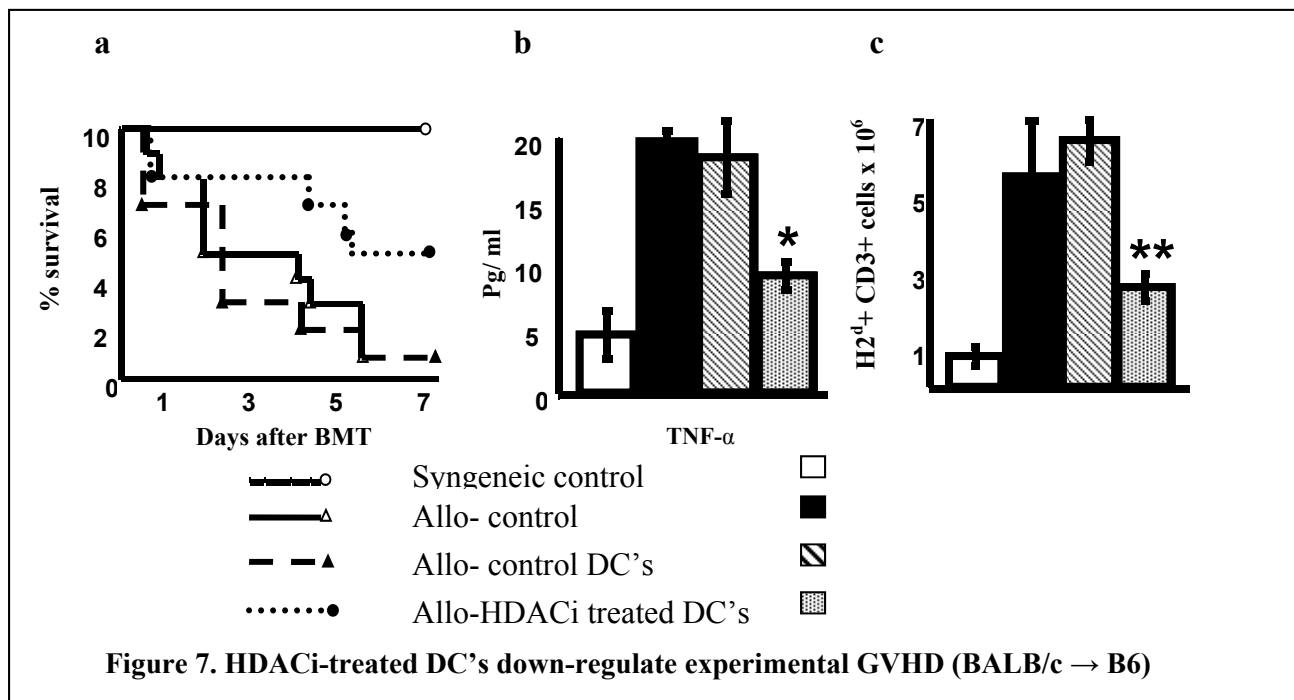 a
b
c
% survival
10
8
6
4
2
0
1 3 5 7
Days after BMT
Pg/ ml
20
15
10
5
0
*
TNF-α
H2ᵈ+ CD3+ cells x 10⁶
7
5
3
1
**
Syngeneic control
Allo- control
Allo- control DC’s
Allo-HDACi treated DC’s
Figure 7. HDACi-treated DC’s down-regulate experimental GVHD (BALB/c → B6)